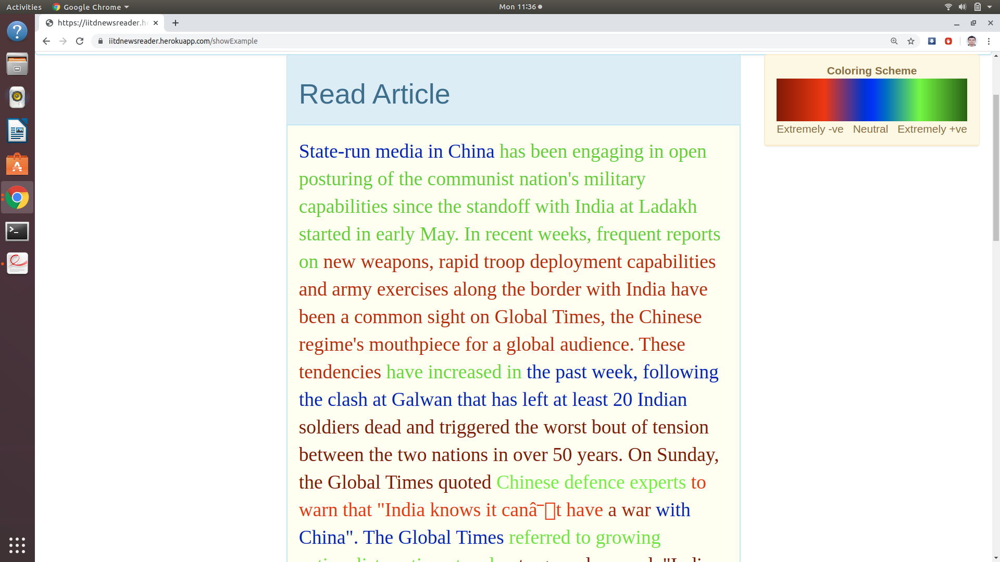 Activities
Google Chrome
Mon 11:36
https://iitdnewsreader.he
iitdnewsreader.herokuapp.com/showExample
Read Article
State-run media in China has been engaging in open
posturing of the communist nation's military
capabilities since the standoff with India at Ladakh
started in early May. In recent weeks, frequent reports
on new weapons, rapid troop deployment capabilities
and army exercises along the border with India have
been a common sight on Global Times, the Chinese
regime's mouthpiece for a global audience. These
tendencies have increased in the past week, following
the clash at Galwan that has left at least 20 Indian
soldiers dead and triggered the worst bout of tension
between the two nations in over 50 years. On Sunday,
the Global Times quoted Chinese defence experts to
warn that "India knows it canâ¯□t have a war with
China". The Global Times referred to growing
Coloring Scheme
Extremely -ve Neutral Extremely +ve